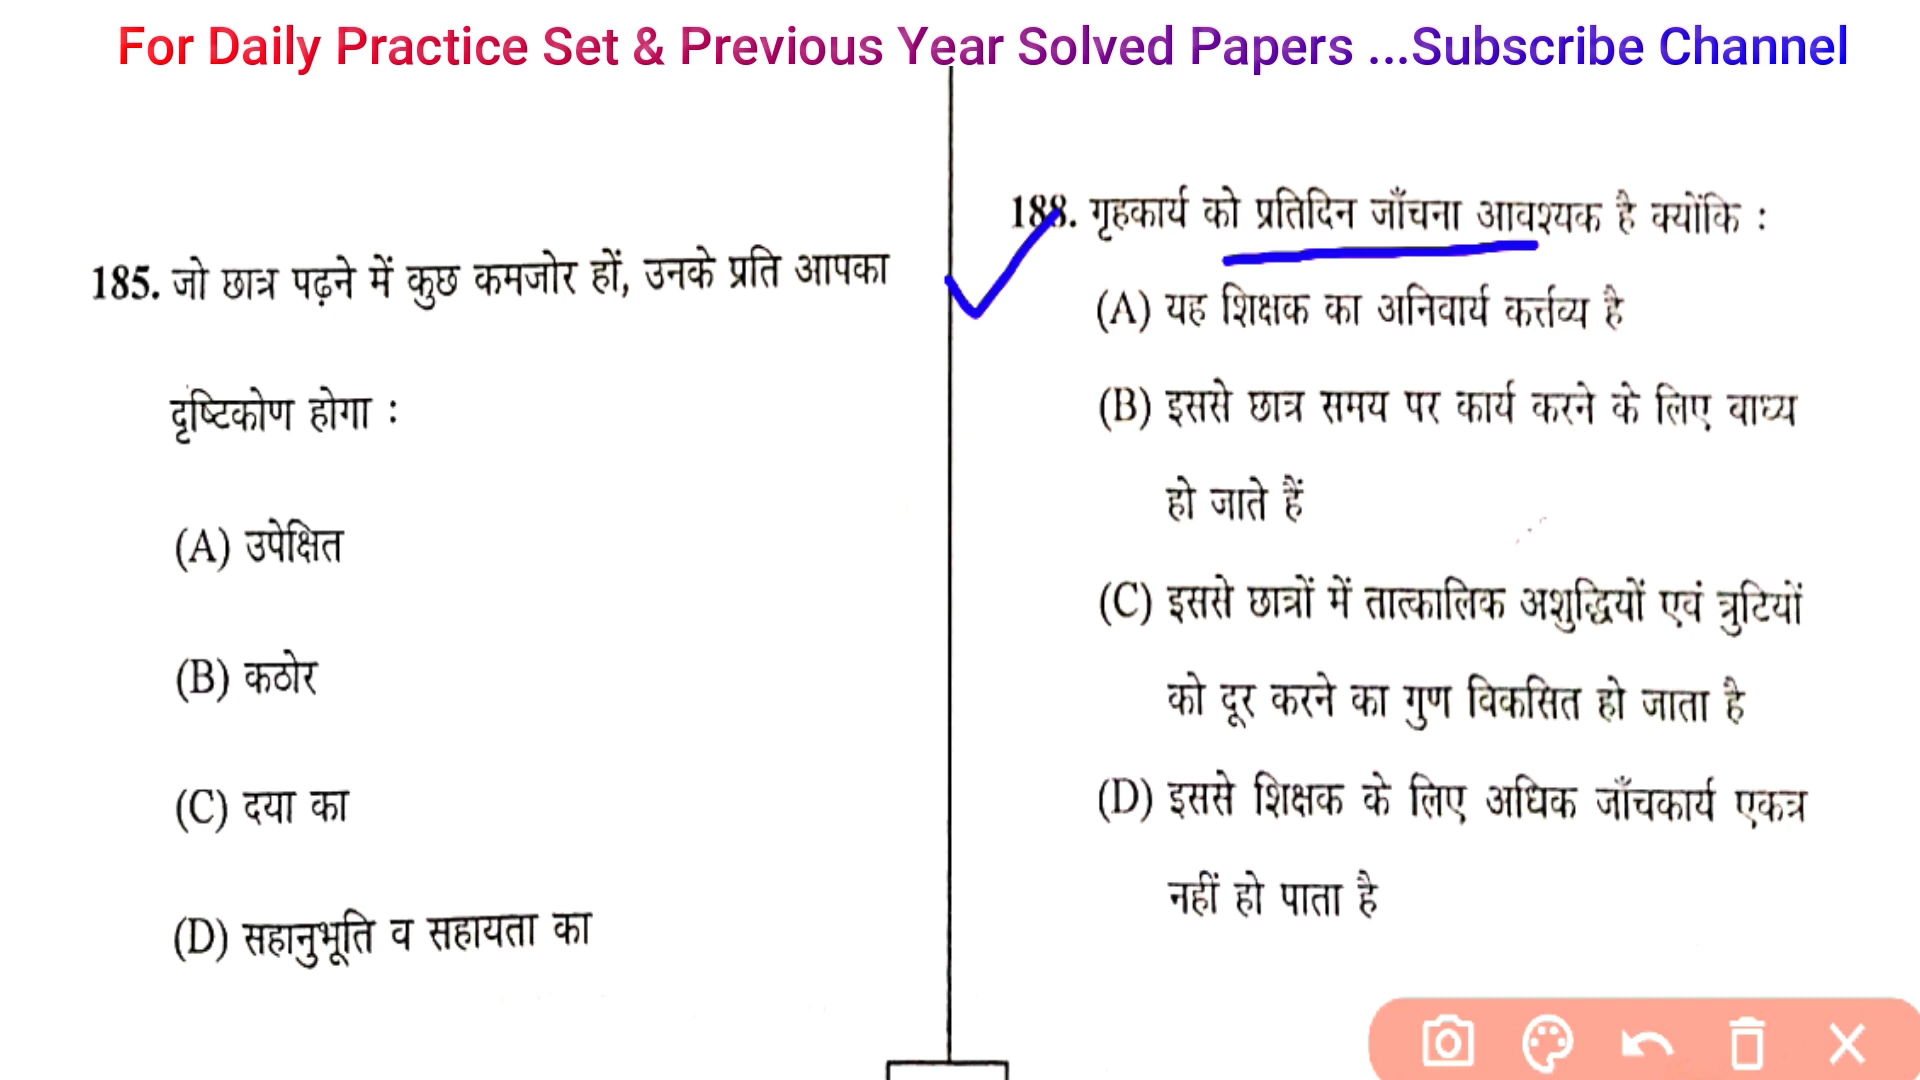 For Daily Practice Set & Previous Year Solved Papers ...Subscribe Channel
185. जो छात्र पढ़ने में कुछ कमजोर हों, उनके प्रति आपका
दृष्टिकोण होगा :
(A) उपेक्षित
(B) कठोर
(C) दया का
(D) सहानुभूति व सहायता का
188. गृहकार्य को प्रतिदिन जाँचना आवश्यक है क्योंकि :
(A) यह शिक्षक का अनिवार्य कर्त्तव्य है
(B) इससे छात्र समय पर कार्य करने के लिए वाध्य
हो जाते हैं
(C) इससे छात्रों में तात्कालिक अशुद्धियों एवं त्रुटियों
को दूर करने का गुण विकसित हो जाता है
(D) इससे शिक्षक के लिए अधिक जाँचकार्य एकत्र
नहीं हो पाता है